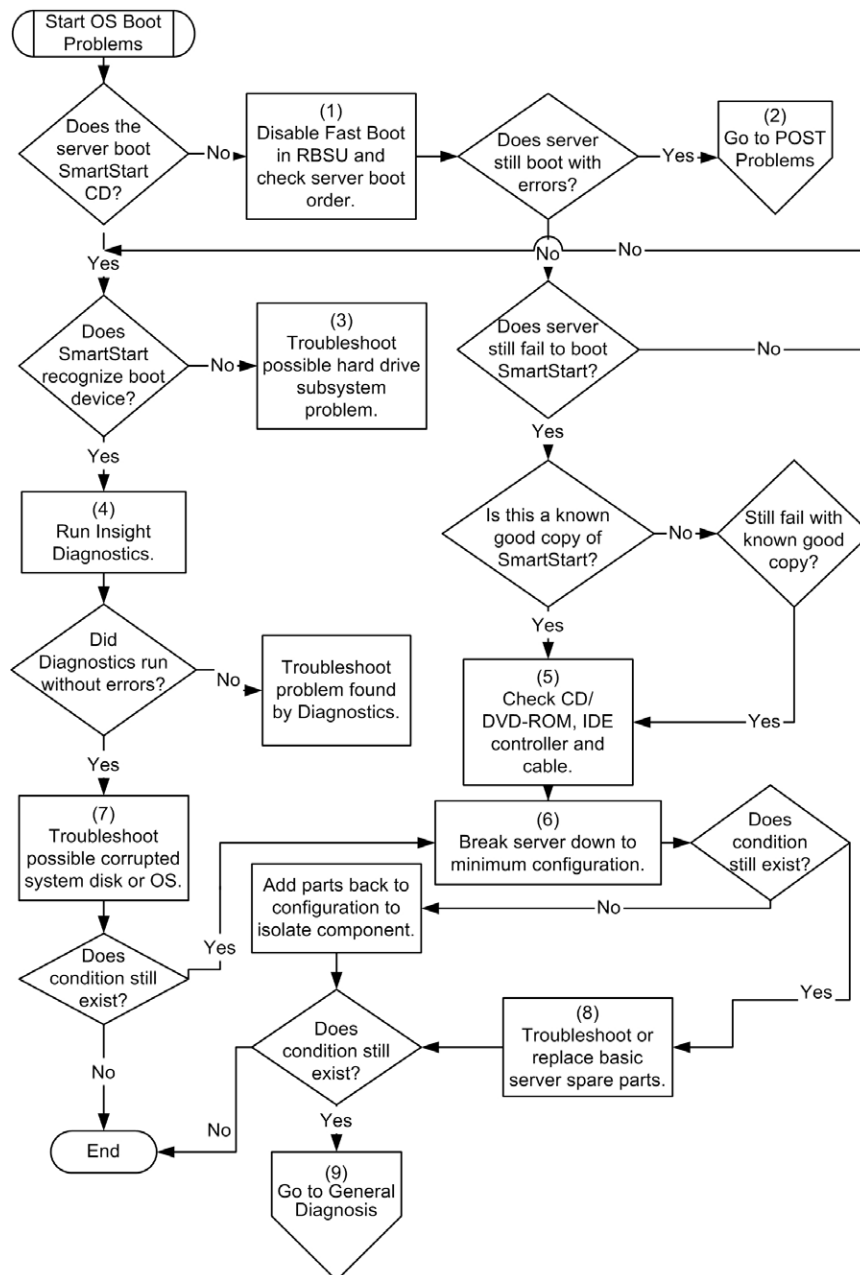 Start OS Boot
Problems
Does the
server boot
SmartStart
CD?
No
(1)
Disable Fast Boot
in RBSU and
check server boot
order.
Does server
still boot with
errors?
Yes
(2)
Go to POST
Problems
Yes
No
No
Does
SmartStart
recognize boot
device?
No
(3)
Troubleshoot
possible hard drive
subsystem
problem.
Does server
still fail to boot
SmartStart?
No
Yes
Yes
(4)
Run Insight
Diagnostics.
Is this a known
good copy of
SmartStart?
No
Still fail with
known good
copy?
Did
Diagnostics run
without errors?
No
Troubleshoot
problem found
by Diagnostics.
Yes
(5)
Check CD/
DVD-ROM, IDE
controller and
cable.
Yes
Yes
(7)
Troubleshoot
possible corrupted
system disk or OS.
(6)
Break server down to
minimum configuration.
Does
condition
still exist?
Add parts back to
configuration to
isolate component.
No
Yes
Does
condition still
exist?
Yes
Does
condition still
exist?
(8)
Troubleshoot or
replace basic
server spare parts.
No
No
Yes
End
(9)
Go to General
Diagnosis